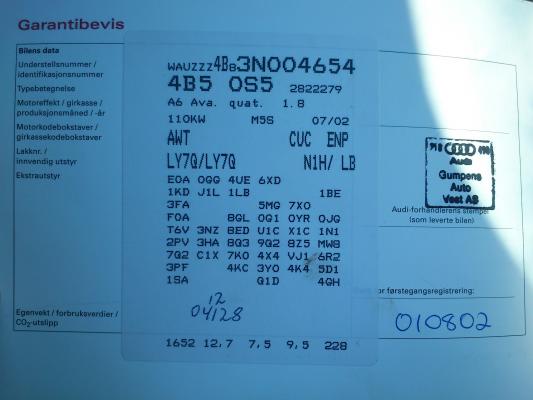 Garantibevis
Bilens data
Understellsnummer /
identifikasjonsnummer
WAUZZZ4B83N004654
Typebetegnelse
4B5 0S5 2822279
A6 Ava. quat. 1.8
Motoreffekt / girkasse /
produksjonsmåned / -år
110KW M5S 07/02
Motorkodebokstaver /
girkassekodebokstaver
AWT CUC ENP
Lakknr. /
innvendig utstyr
LY7Q/LY7Q N1H/ LB
Ekstrautstyr
E0A 0GG 4UE 6XD
1KD J1L 1LB 1BE
3FA 5MG 7X0
F0A 8GL 0G1 0YR 0JG
T6V 3NZ 8ED U1C X1C 1N1
2PV 3HA 8Q3 9Q2 8Z5 MW8
7Q2 C1X 7K0 4X4 VJ1 6R2
3PF 4KC 3Y0 4K4 5D1
1SA Q1D 4GH
12
04128
Egenvekt / forbruksverdier /
CO2-utslipp
1652 12,7 7,5 9,5 228
Audi
Gumpens
Auto
Vest AS
Audi-forhandlerens stempel
(som leverte bilen)
for førstegangsregistrering:
010802